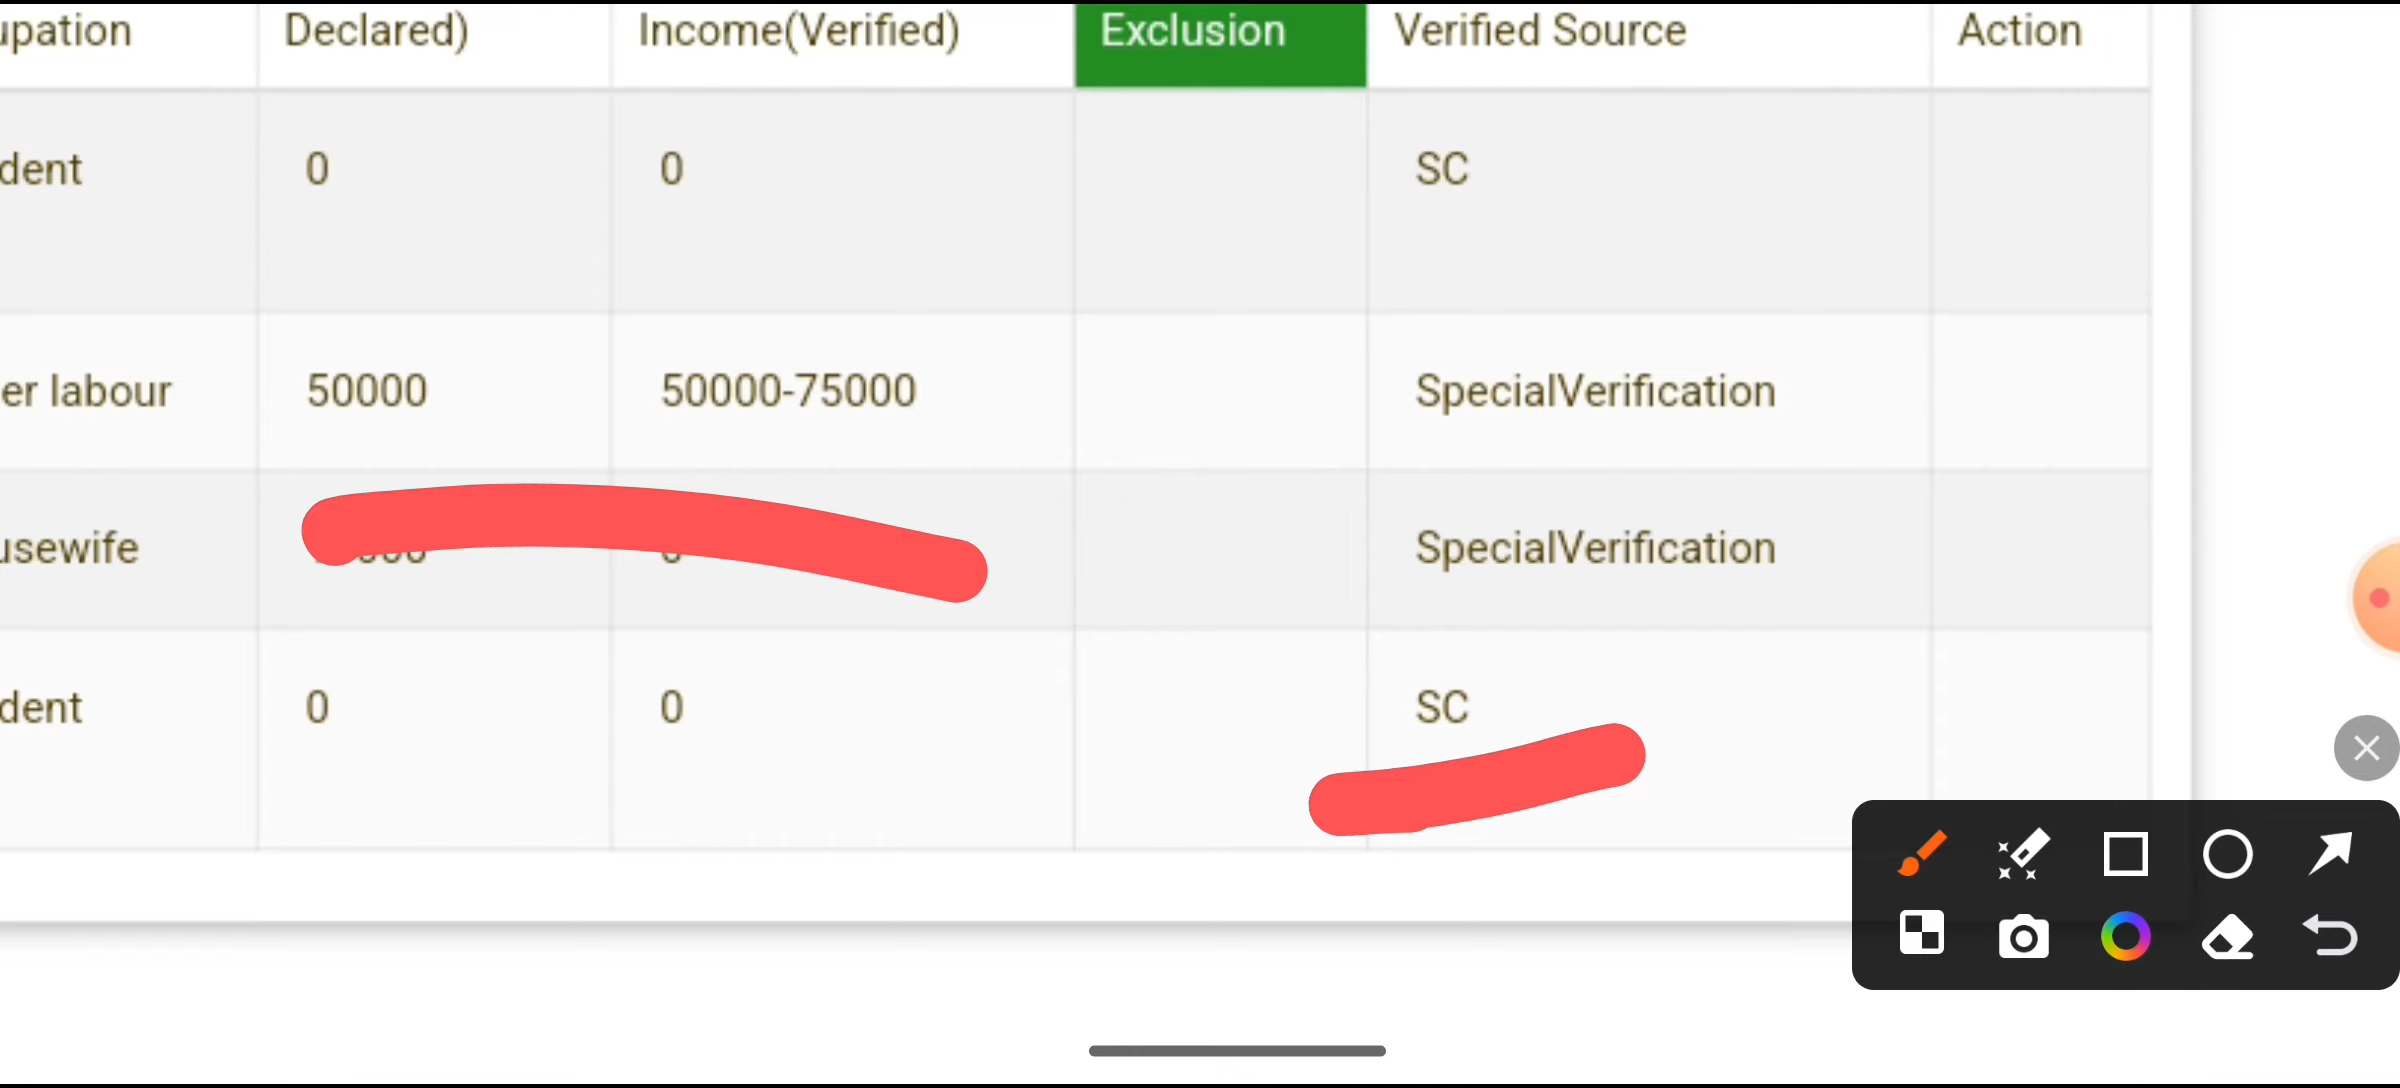 upation Declared) Income(Verified) Exclusion Verified Source Action
dent 0 0 SC
er labour 50000 50000-75000 SpecialVerification
usewife SpecialVerification
dent 0 0 SC